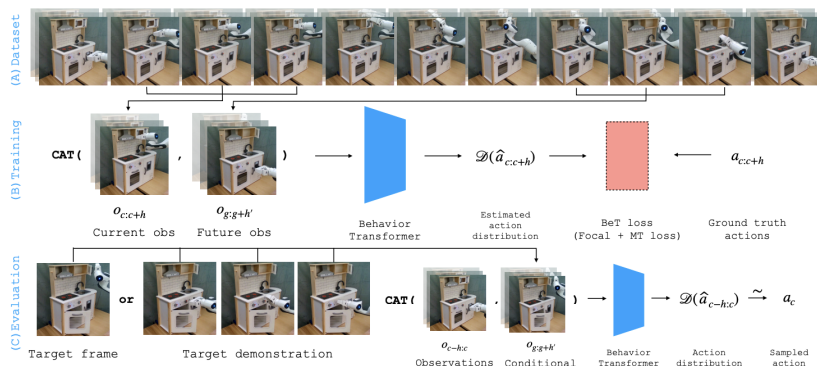 (A)Dataset
(B)Training
CAT( , )
𝒟(â_{c:c+h})
a_{c:c+h}
o_{c:c+h}
o_{g:g+h'}
Current obs
Future obs
Behavior
Transformer
Estimated
action
distribution
BeT loss
(Focal + MT loss)
Ground truth
actions
(C)Evaluation
or
CAT( , )
𝒟(â_{c-h:c})
~
a_c
o_{c-h:c}
o_{g:g+h'}
Target frame
Target demonstration
Observations
Conditional
Behavior
Transformer
Action
distribution
Sampled
action